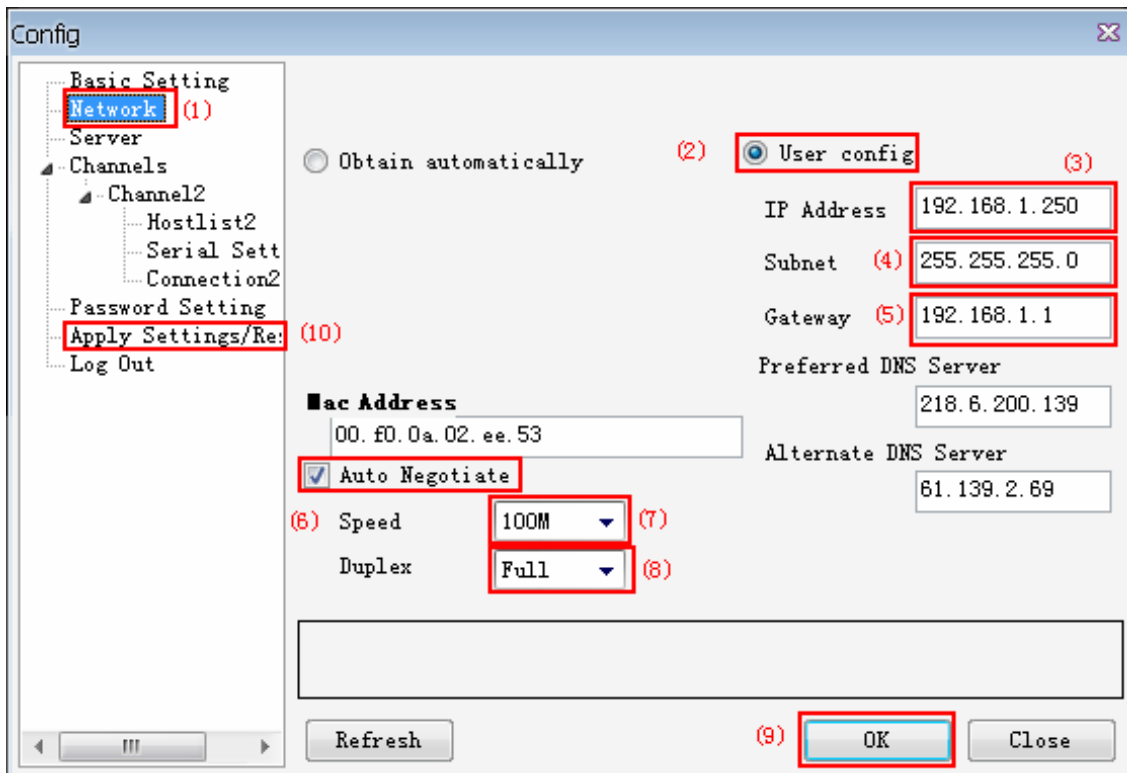 Config
Basic Setting
Network (1)
Server
Channels
Channel2
Hostlist2
Serial Sett
Connection2
Password Setting
Apply Settings/Re: (10)
Log Out
Obtain automatically
(2) User config
(3)
IP Address 192.168.1.250
Subnet (4) 255.255.255.0
Gateway (5) 192.168.1.1
Preferred DNS Server
218.6.200.139
Alternate DNS Server
61.139.2.69
Mac Address
00.f0.0a.02.ee.53
Auto Negotiate
(6) Speed 100M (7)
Duplex Full (8)
Refresh
(9) OK
Close